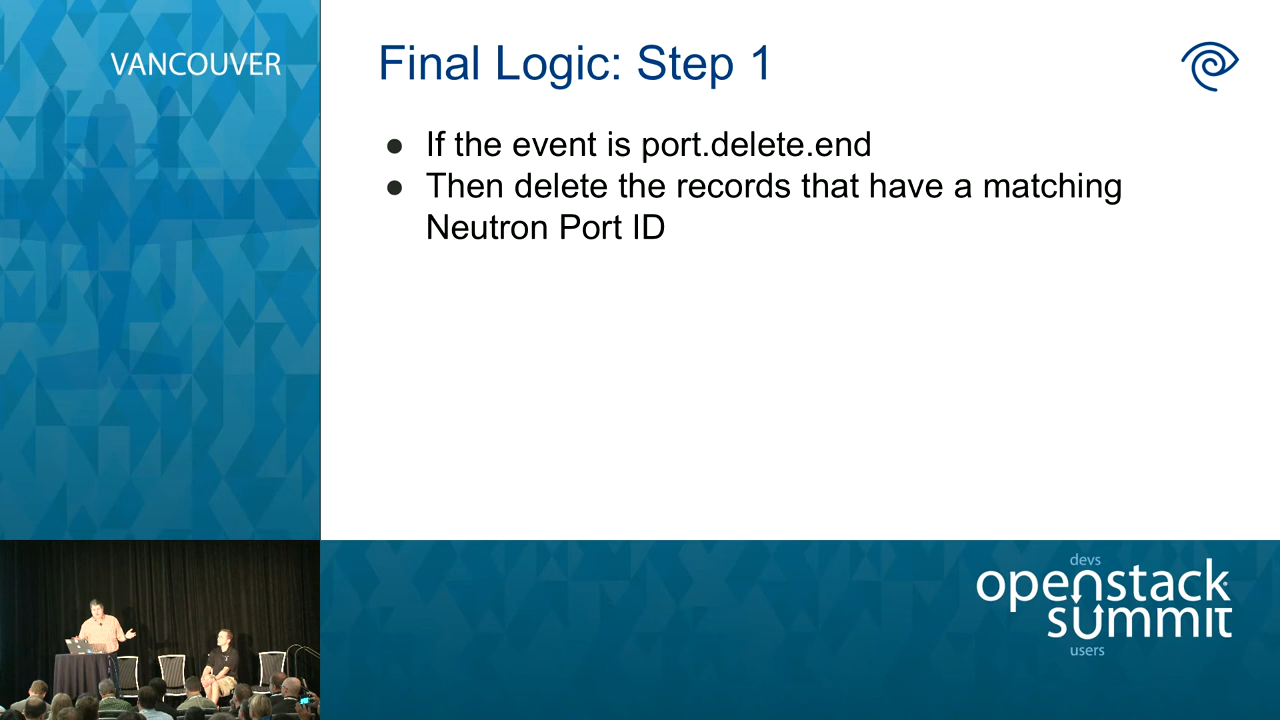 VANCOUVER
Final Logic: Step 1
● If the event is port.delete.end
● Then delete the records that have a matching
Neutron Port ID
devs
openstack
summit
users